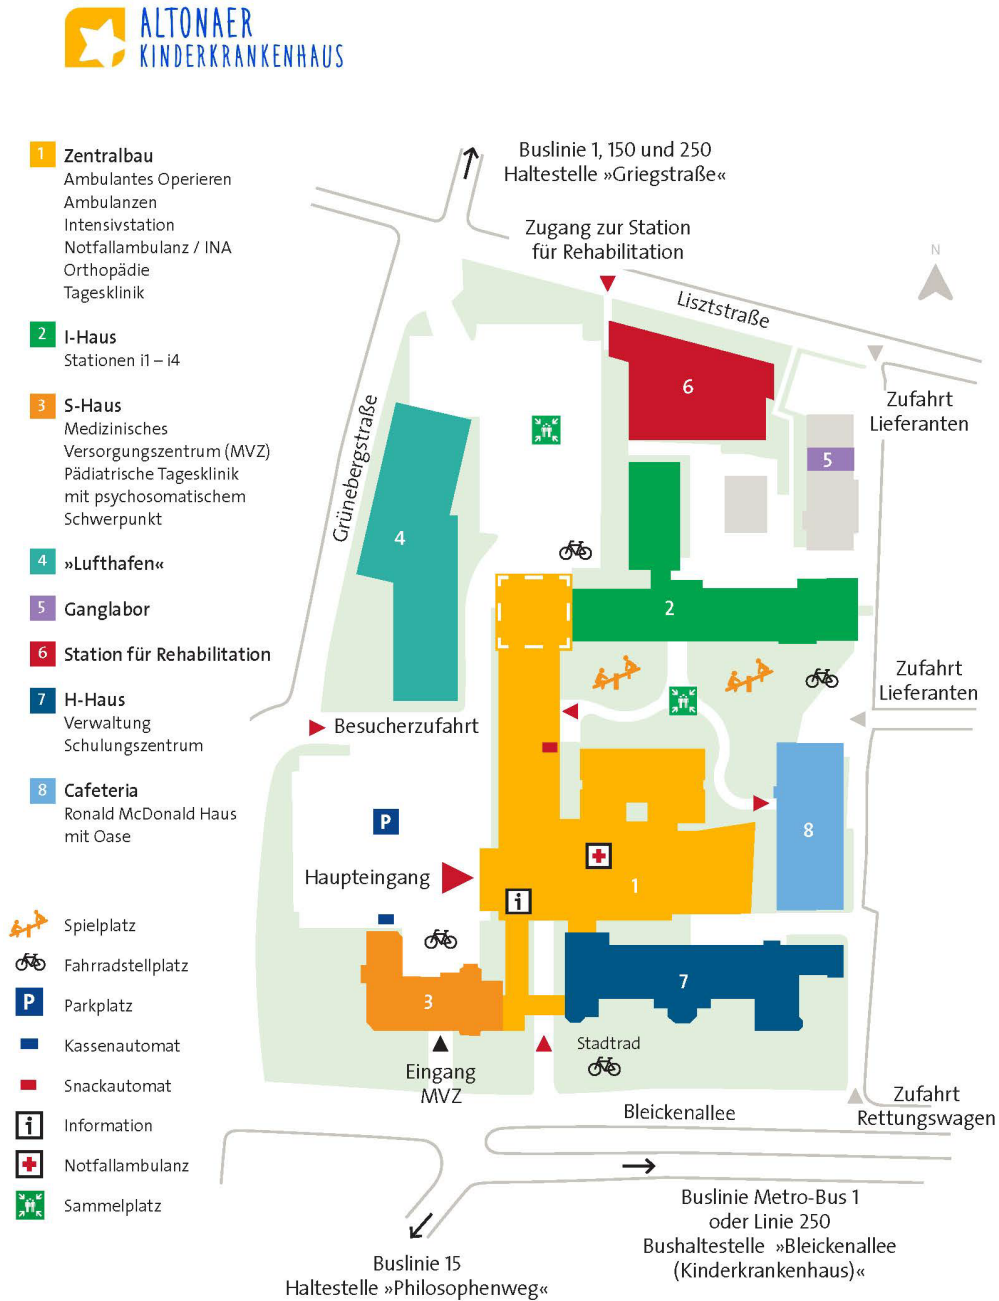 ALTONAER
KINDERKRANKENHAUS
1 Zentralbau
Ambulantes Operieren
Ambulanzen
Intensivstation
Notfallambulanz / INA
Orthopädie
Tagesklinik
2 I-Haus
Stationen i1 – i4
3 S-Haus
Medizinisches
Versorgungszentrum (MVZ)
Pädiatrische Tagesklinik
mit psychosomatischem
Schwerpunkt
4 »Lufthafen«
5 Ganglabor
6 Station für Rehabilitation
7 H-Haus
Verwaltung
Schulungszentrum
8 Cafeteria
Ronald McDonald Haus
mit Oase
Spielplatz
Fahrradstellplatz
P Parkplatz
Kassenautomat
Snackautomat
i Information
Notfallambulanz
Sammelplatz
Buslinie 1, 150 und 250
Haltestelle »Griegstraße«
Zugang zur Station
für Rehabilitation
Lisztstraße
N
Zufahrt
Lieferanten
Grünebergstraße
6
5
4
2
Zufahrt
Lieferanten
Besucherzufahrt
P
8
Haupteingang
1
i
3
7
Stadtrad
Eingang
MVZ
Zufahrt
Rettungswagen
Bleickenallee
Buslinie Metro-Bus 1
oder Linie 250
Bushaltestelle »Bleickenallee
(Kinderkrankenhaus)«
Buslinie 15
Haltestelle »Philosophenweg«